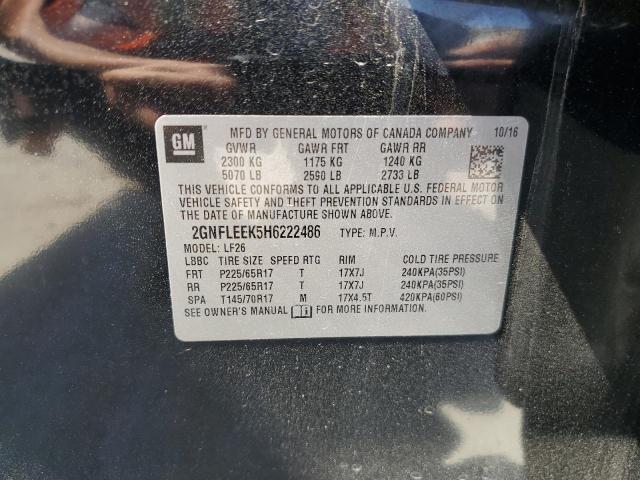 GM
MFD BY GENERAL MOTORS OF CANADA COMPANY 10/16
GVWR GAWR FRT GAWR RR
2300 KG 1175 KG 1240 KG
5070 LB 2590 LB 2733 LB
THIS VEHICLE CONFORMS TO ALL APPLICABLE U.S. FEDERAL MOTOR
VEHICLE SAFETY AND THEFT PREVENTION STANDARDS IN EFFECT ON
THE DATE OF MANUFACTURE SHOWN ABOVE.
2GNFLEEK5H6222486 TYPE: M.P.V.
MODEL: LF26
LBBC TIRE SIZE SPEED RTG RIM COLD TIRE PRESSURE
FRT P225/65R17 T 17X7J 240KPA(35PSI)
RR P225/65R17 T 17X7J 240KPA(35PSI)
SPA T145/70R17 M 17X4.5T 420KPA(60PSI)
SEE OWNER'S MANUAL FOR MORE INFORMATION.